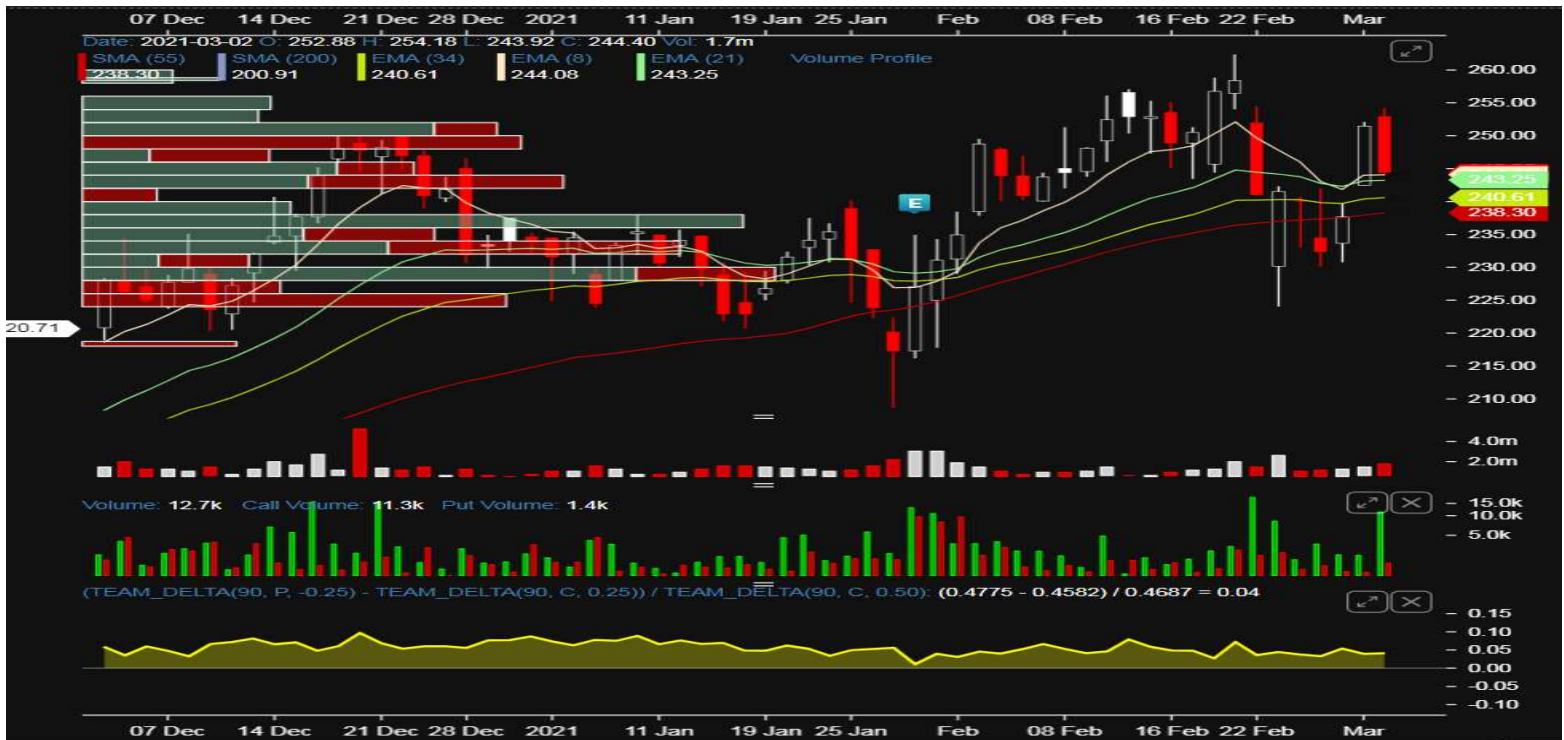 07 Dec 14 Dec 21 Dec 28 Dec 2021 11 Jan 19 Jan 25 Jan Feb 08 Feb 16 Feb 22 Feb Mar
Date: 2021-03-02 O: 252.88 H: 254.18 L: 243.92 C: 244.40 Vol: 1.7m
SMA (55) SMA (200) EMA (34) EMA (8) EMA (21) Volume Profile
238.30 200.91 240.61 244.08 243.25
260.00
255.00
250.00
243.25
240.61
238.30
E
235.00
230.00
225.00
20.71
220.00
215.00
210.00
4.0m
2.0m
Volume: 12.7k Call Volume: 11.3k Put Volume: 1.4k
15.0k
10.0k
5.0k
(TEAM_DELTA(90, P, -0.25) - TEAM_DELTA(90, C, 0.25)) / TEAM_DELTA(90, C, 0.50): (0.4775 - 0.4582) / 0.4687 = 0.04
0.15
0.10
0.05
0.00
-0.05
-0.10
07 Dec 14 Dec 21 Dec 28 Dec 2021 11 Jan 19 Jan 25 Jan Feb 08 Feb 16 Feb 22 Feb Mar